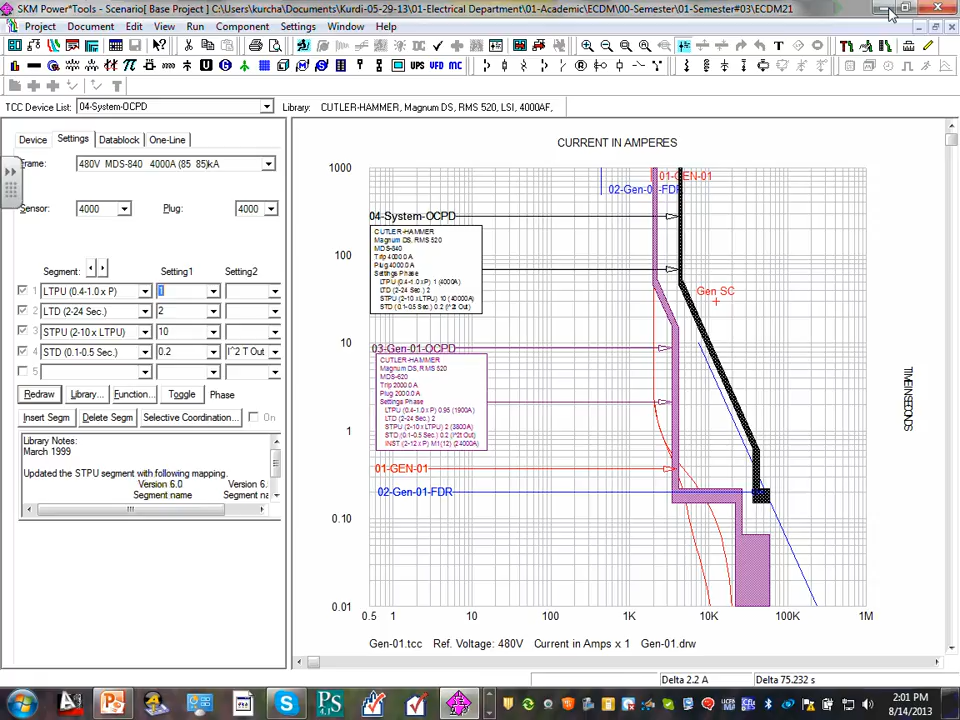 SKM Power*Tools - Scenario[ Base Project ] C:\Users\kurcha\Documents\Kurdi-05-29-13\01-Electrical Department\01-Academic\ECDM\00-Semester\01-Semester#03\ECDM21
Project Document Edit View Run Component Settings Window Help
UPS VFD MC
TCC Device List: 04-System-OCPD Library: CUTLER-HAMMER, Magnum DS, RMS 520, LSI, 4000AF,
Device Settings Datablock One-Line
Frame: 480V MDS-840 4000A (85 85)kA
Sensor: 4000 Plug: 4000
Segment: Setting1 Setting2
1 LTPU (0.4-1.0 x P) 1
2 LTD (2-24 Sec.) 2
3 STPU (2-10 x LTPU) 10
4 STD (0.1-0.5 Sec.) 0.2 I^2 T Out
5
Redraw Library... Function... Toggle Phase
Insert Segm Delete Segm Selective Coordination... On
Library Notes:
March 1999
Updated the STPU segment with following mapping.
Version 6.0 Version 6.
Segment name Segment na
CURRENT IN AMPERES
1000
01-GEN-01
02-Gen-0 -FDR
04-System-OCPD
CUTLER-HAMMER
Magnum DS, RMS 520
MDS-840
Trip 4000.0 A
Plug 4000.0 A
Settings Phase
LTPU (0.4-1.0 x P) 1 (4000A)
LTD (2-24 Sec.) 2
STPU (2-10 x LTPU) 10 (40000A)
STD (0.1-0.5 Sec.) 0.2 (I^2t Out)
100
Gen SC
10
03-Gen-01-OCPD
CUTLER-HAMMER
Magnum DS, RMS 520
MDS-620
Trip 2000.0 A
Plug 2000.0 A
Settings Phase
LTPU (0.4-1.0 x P) 0.95 (1900A)
LTD (2-24 Sec.) 2
STPU (2-10 x LTPU) 2 (3800A)
STD (0.1-0.5 Sec.) 0.2 (I^2t Out)
INST (2-12 x P) M1(12) (24000A)
TIME IN SECONDS
1
01-GEN-01
02-Gen-01-FDR
0.10
0.01
0.5 1 10 100 1K 10K 100K 1M
Gen-01.tcc Ref. Voltage: 480V Current in Amps x 1 Gen-01.drw
Delta 2.2 A Delta 75.232 s
2:01 PM
8/14/2013